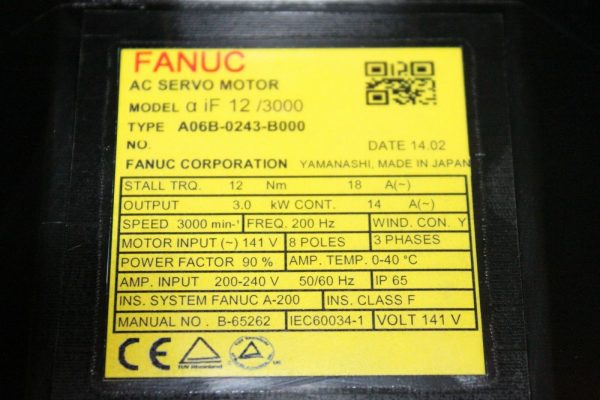 FANUC
AC SERVO MOTOR
MODEL α iF 12 /3000
TYPE A06B-0243-B000
NO. DATE 14.02
FANUC CORPORATION YAMANASHI, MADE IN JAPAN
STALL TRQ. 12 Nm 18 A(~)
OUTPUT 3.0 kW CONT. 14 A(~)
SPEED 3000 min-¹ FREQ. 200 Hz WIND. CON. Y
MOTOR INPUT (~) 141 V 8 POLES 3 PHASES
POWER FACTOR 90 % AMP. TEMP. 0-40 °C
AMP. INPUT 200-240 V 50/60 Hz IP 65
INS. SYSTEM FANUC A-200 INS. CLASS F
MANUAL NO. B-65262 IEC60034-1 VOLT 141 V
CE
TUV Rheinland